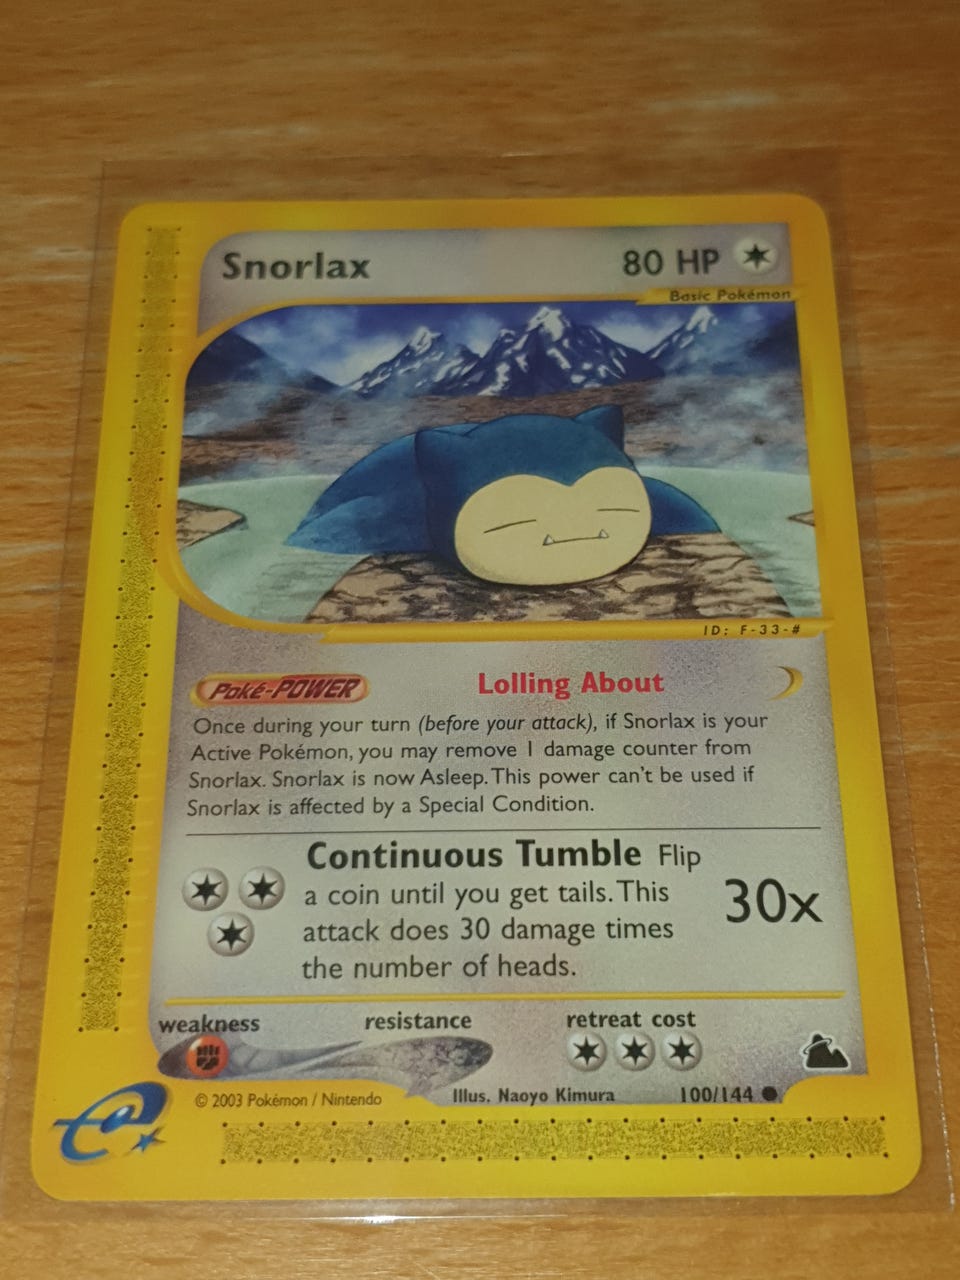 Snorlax 80 HP
Basic Pokémon
ID: F-33-#
Poké-POWER Lolling About
Once during your turn (before your attack), if Snorlax is your
Active Pokémon, you may remove 1 damage counter from
Snorlax. Snorlax is now Asleep. This power can't be used if
Snorlax is affected by a Special Condition.
Continuous Tumble Flip
a coin until you get tails. This
attack does 30 damage times
the number of heads.
30x
weakness resistance retreat cost
© 2003 Pokémon / Nintendo Illus. Naoyo Kimura 100/144
e